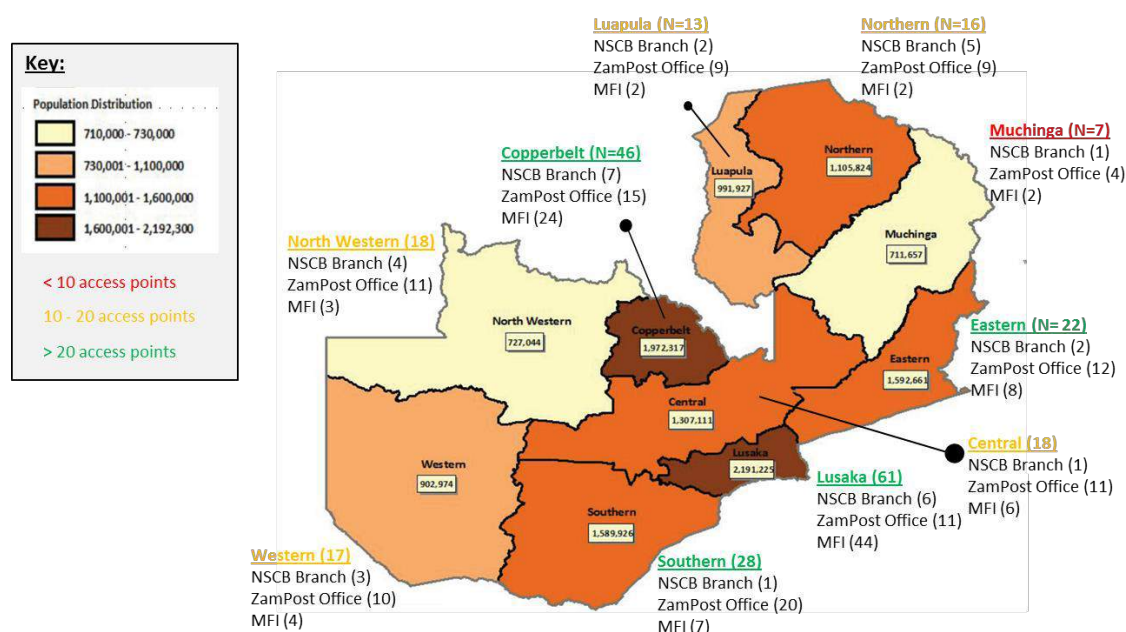 Key:
Population Distribution
710,000 - 730,000
730,001 - 1,100,000
1,100,001 - 1,600,000
1,600,001 - 2,192,300
< 10 access points
10 - 20 access points
> 20 access points
Luapula (N=13)
NSCB Branch (2)
ZamPost Office (9)
MFI (2)
Northern (N=16)
NSCB Branch (5)
ZamPost Office (9)
MFI (2)
Muchinga (N=7)
NSCB Branch (1)
ZamPost Office (4)
MFI (2)
Copperbelt (N=46)
NSCB Branch (7)
ZamPost Office (15)
MFI (24)
North Western (18)
NSCB Branch (4)
ZamPost Office (11)
MFI (3)
Northern
1,105,824
Luapula
991,927
Muchinga
711,657
North Western
727,044
Copperbelt
1,972,317
Eastern
1,592,661
Central
1,307,111
Western
902,974
Lusaka
2,191,225
Southern
1,589,926
Eastern (N= 22)
NSCB Branch (2)
ZamPost Office (12)
MFI (8)
Central (18)
NSCB Branch (1)
ZamPost Office (11)
MFI (6)
Lusaka (61)
NSCB Branch (6)
ZamPost Office (11)
MFI (44)
Western (17)
NSCB Branch (3)
ZamPost Office (10)
MFI (4)
Southern (28)
NSCB Branch (1)
ZamPost Office (20)
MFI (7)